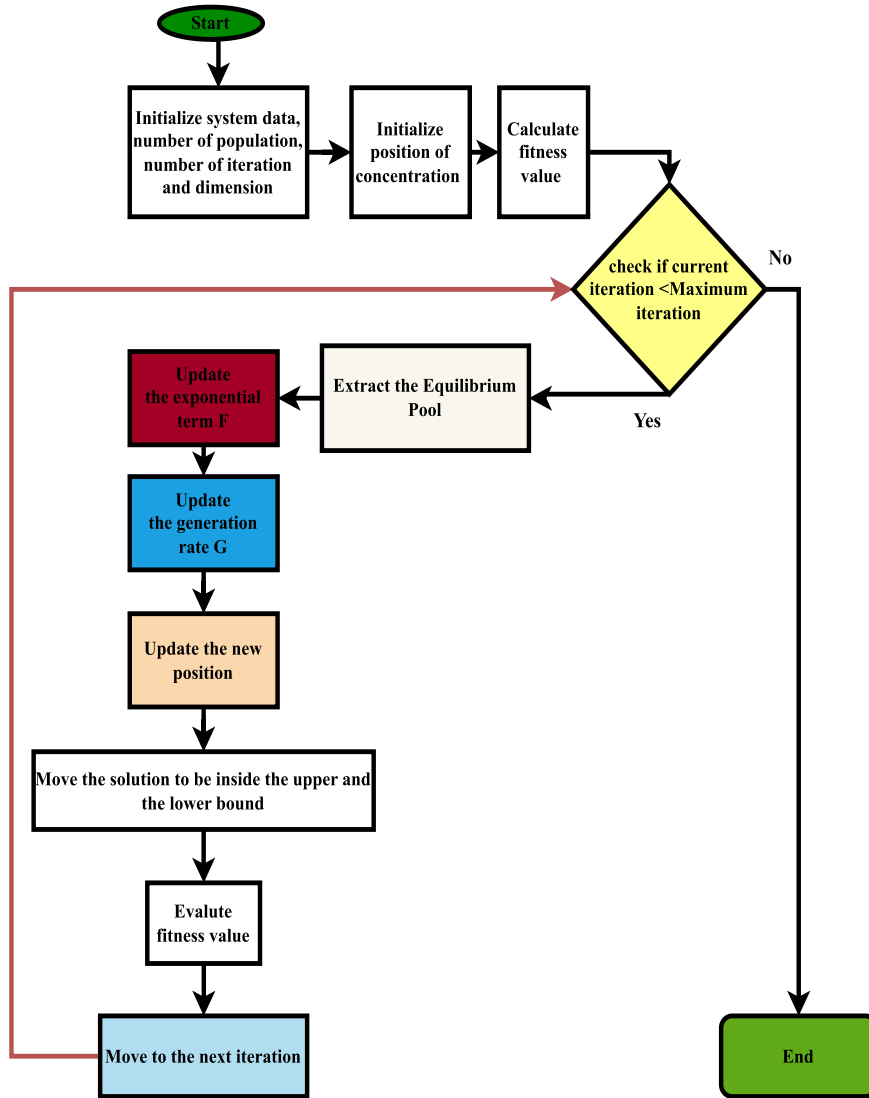 Start
Initialize system data,
number of population,
number of iteration
and dimension
Initialize
position of
concentration
Calculate
fitness
value
check if current
iteration <Maximum
iteration
No
Yes
Extract the Equilibrium
Pool
Update
the exponential
term F
Update
the generation
rate G
Update the new
position
Move the solution to be inside the upper and
the lower bound
Evalute
fitness value
Move to the next iteration
End